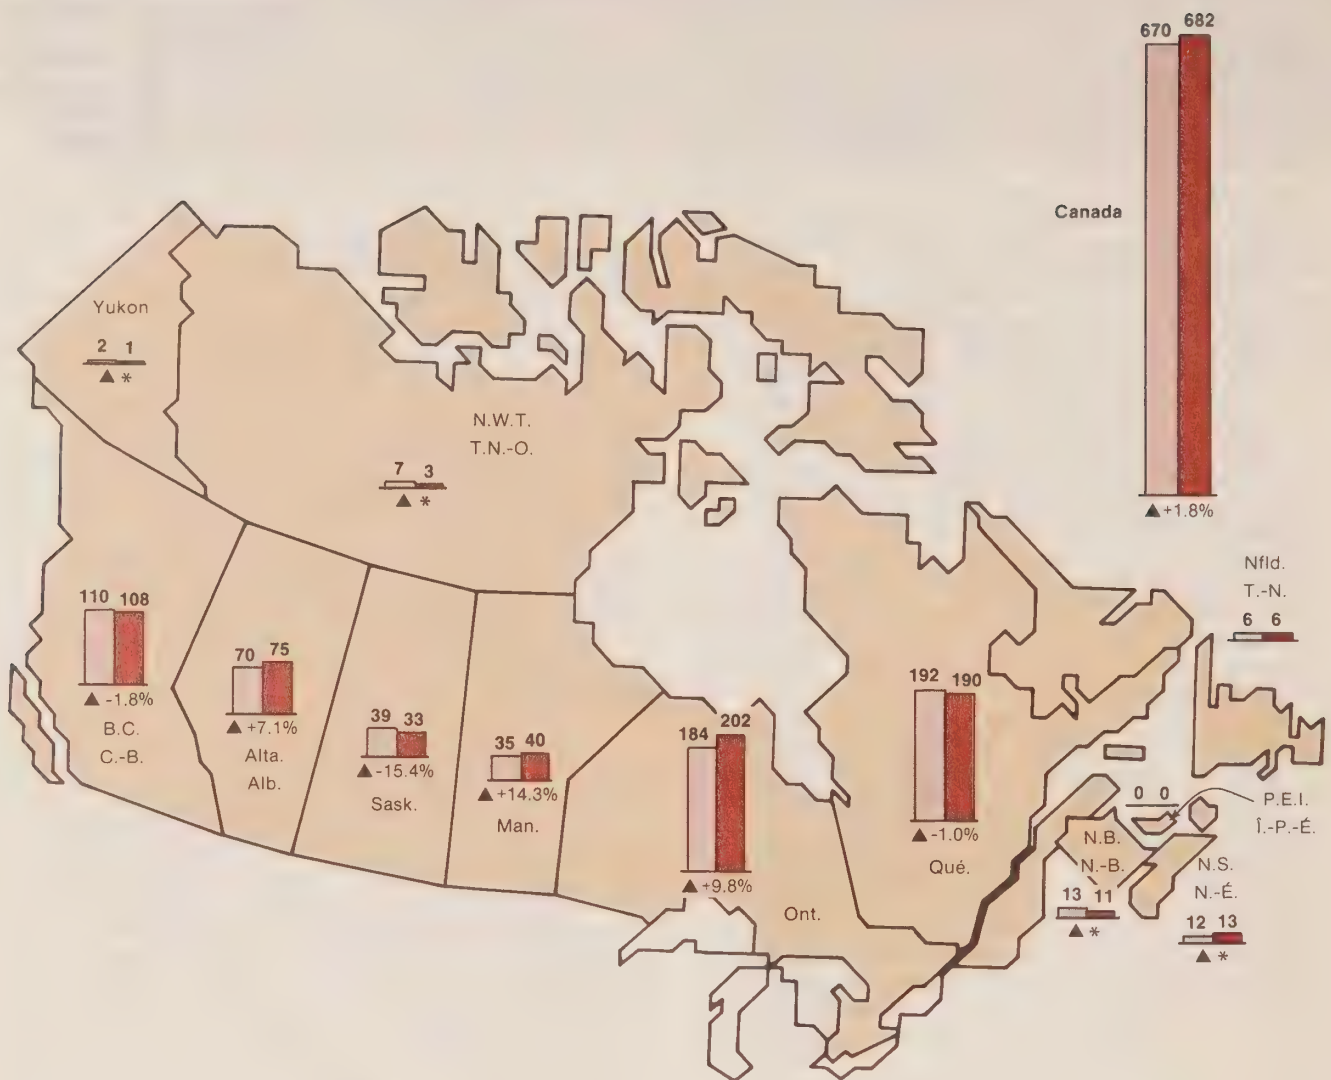 670 682
Canada
▲ +1.8%
Yukon
2 1
▲ *
N.W.T.
T.N.-O.
7 3
▲ *
110 108
▲ -1.8%
B.C.
C.-B.
70 75
▲ +7.1%
Alta.
Alb.
39 33
▲ -15.4%
Sask.
35 40
▲ +14.3%
Man.
184 202
▲ +9.8%
Ont.
192 190
▲ -1.0%
Qué.
Nfld.
T.-N.
6 6
0 0
P.E.I.
Î.-P.-É.
N.B.
N.-B.
13 11
▲ *
N.S.
N.-É.
12 13
▲ *